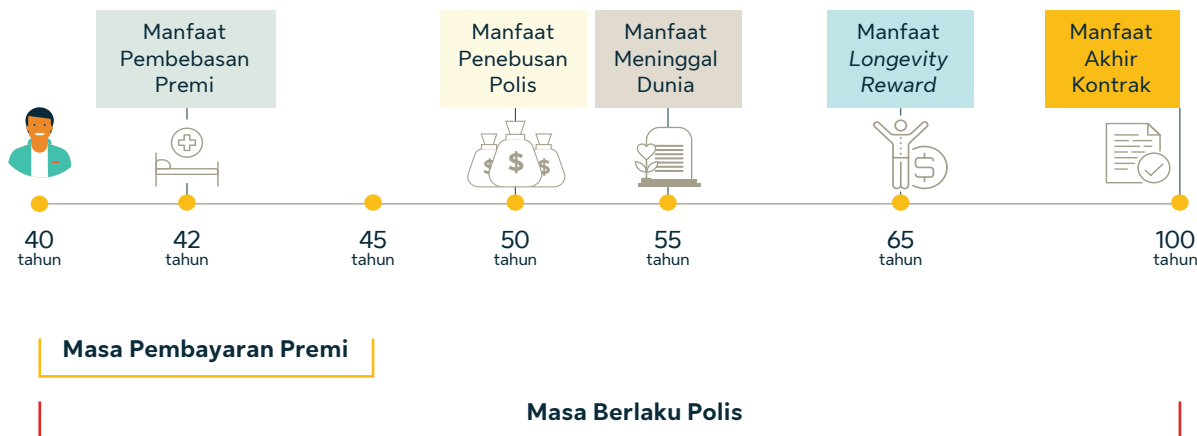 Manfaat
Pembebasan
Premi
Manfaat
Penebusan
Polis
Manfaat
Meninggal
Dunia
Manfaat
Longevity
Reward
Manfaat
Akhir
Kontrak
$ $ $
$
40
tahun
42
tahun
45
tahun
50
tahun
55
tahun
65
tahun
100
tahun
Masa Pembayaran Premi
Masa Berlaku Polis